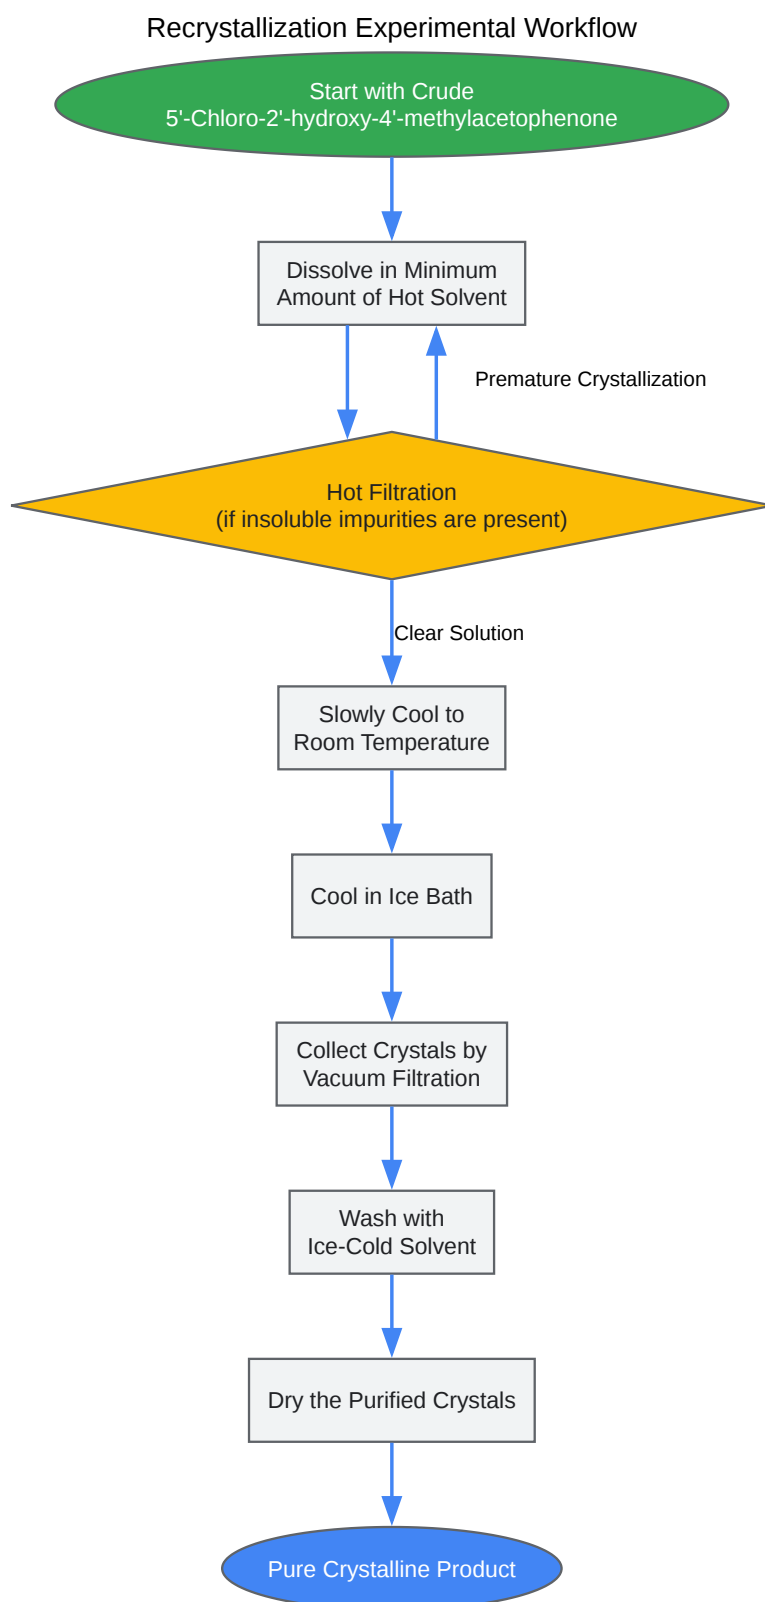 Recrystallization Experimental Workflow
Start with Crude
5'-Chloro-2'-hydroxy-4'-methylacetophenone
Dissolve in Minimum
Amount of Hot Solvent
Premature Crystallization
Hot Filtration
(if insoluble impurities are present)
Clear Solution
Slowly Cool to
Room Temperature
Cool in Ice Bath
Collect Crystals by
Vacuum Filtration
Wash with
Ice-Cold Solvent
Dry the Purified Crystals
Pure Crystalline Product